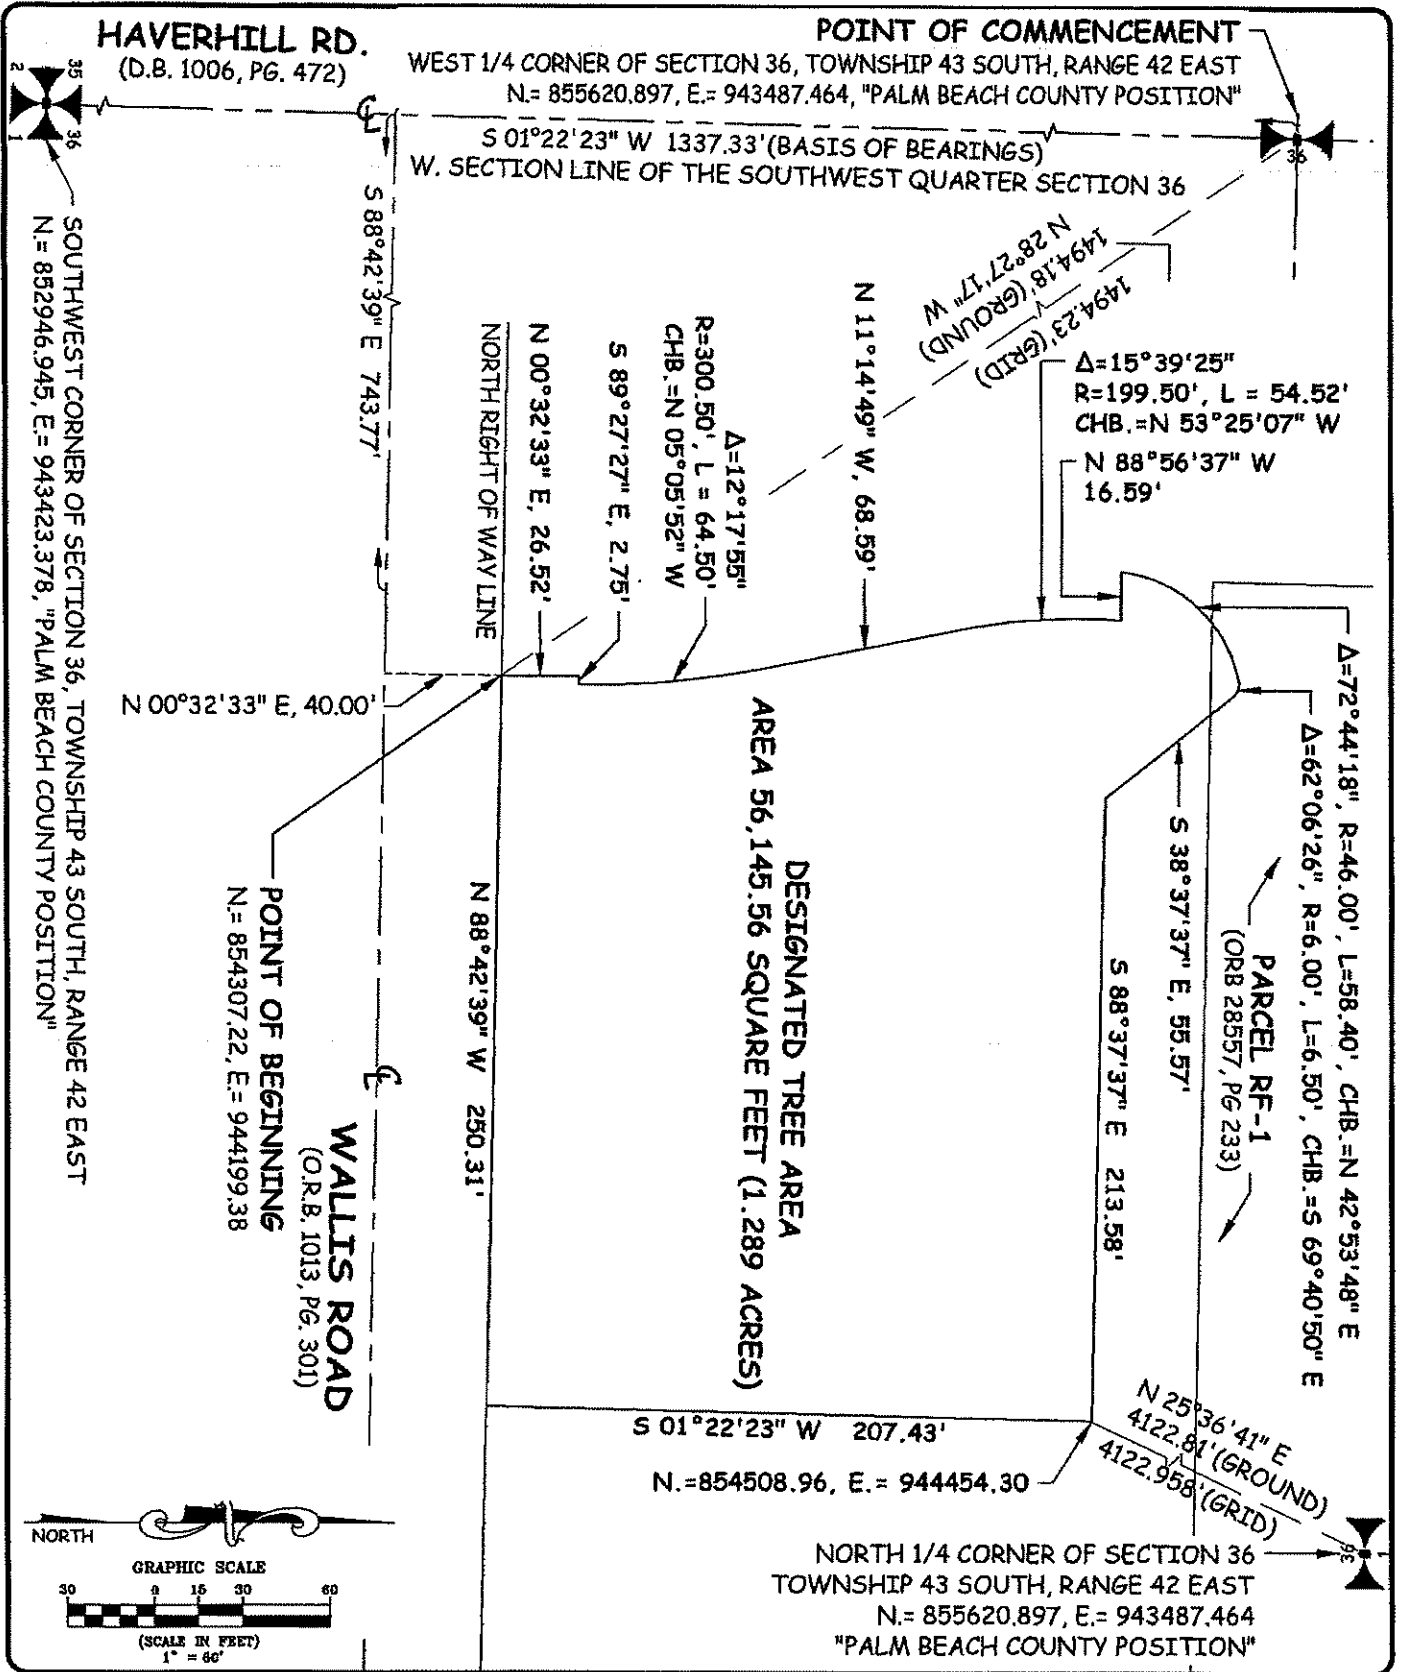 HAVERHILL RD.
(D.B. 1006, PG. 472)
POINT OF COMMENCEMENT
WEST 1/4 CORNER OF SECTION 36, TOWNSHIP 43 SOUTH, RANGE 42 EAST
N.= 855620.897, E.= 943487.464, "PALM BEACH COUNTY POSITION"
35
2
36
1
36
S 01°22'23" W 1337.33'(BASIS OF BEARINGS)
W. SECTION LINE OF THE SOUTHWEST QUARTER SECTION 36
S 88°42'39" E 743.77'
SOUTHWEST CORNER OF SECTION 36, TOWNSHIP 43 SOUTH, RANGE 42 EAST
N.= 852946.945, E.= 943423.378, "PALM BEACH COUNTY POSITION"
N 28°27'17" W
1494.18'(GROUND)
1494.23'(GRID)
NORTH RIGHT OF WAY LINE
N 00°32'33" E, 26.52'
S 89°27'27" E, 2.75'
Δ=12°17'55"
R=300.50', L = 64.50'
CHB.=N 05°05'52" W
N 11°14'49" W, 68.59'
Δ=15°39'25"
R=199.50', L = 54.52'
CHB.=N 53°25'07" W
N 88°56'37" W
16.59'
Δ=72°44'18", R=46.00', L=58.40', CHB.=N 42°53'48" E
Δ=62°06'26", R=6.00', L=6.50', CHB.=S 69°40'50" E
PARCEL RF-1
(ORB 28557, PG 233)
S 38°37'37" E, 55.57'
S 88°37'37" E 213.58'
N 00°32'33" E, 40.00'
DESIGNATED TREE AREA
AREA 56,145.56 SQUARE FEET (1.289 ACRES)
N 88°42'39" W 250.31'
POINT OF BEGINNING
N.= 854307.22, E.= 944199.38
WALLIS ROAD
(O.R.B. 1013, PG. 301)
S 01°22'23" W 207.43'
N.=854508.96, E.= 944454.30
N 25°36'41" E
4122.81'(GROUND)
4122.958'(GRID)
36
NORTH 1/4 CORNER OF SECTION 36
TOWNSHIP 43 SOUTH, RANGE 42 EAST
N.= 855620.897, E.= 943487.464
"PALM BEACH COUNTY POSITION"
NORTH
GRAPHIC SCALE
30 0 15 30 60
(SCALE IN FEET)
1" = 60'